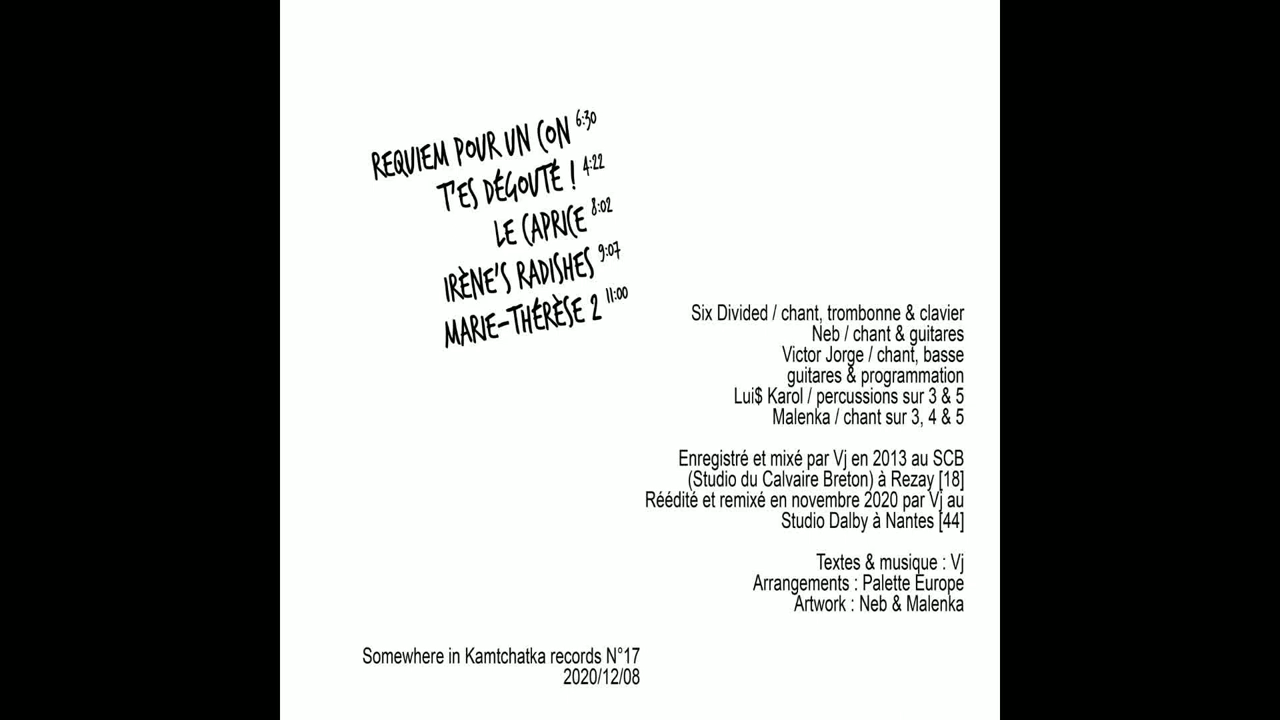 REQUIEM POUR UN CON 6:30
T'ES DÉGOUTÉ ! 4:22
LE CAPRICE 8:02
IRÈNE'S RADISHES 9:07
MARIE-THÉRÈSE 2 11:00
Six Divided / chant, trombonne & clavier
Neb / chant & guitares
Victor Jorge / chant, basse
guitares & programmation
Lui$ Karol / percussions sur 3 & 5
Malenka / chant sur 3, 4 & 5
Enregistré et mixé par Vj en 2013 au SCB
(Studio du Calvaire Breton) à Rezay [18]
Réédité et remixé en novembre 2020 par Vj au
Studio Dalby à Nantes [44]
Textes & musique : Vj
Arrangements : Palette Europe
Artwork : Neb & Malenka
Somewhere in Kamtchatka records N°17
2020/12/08